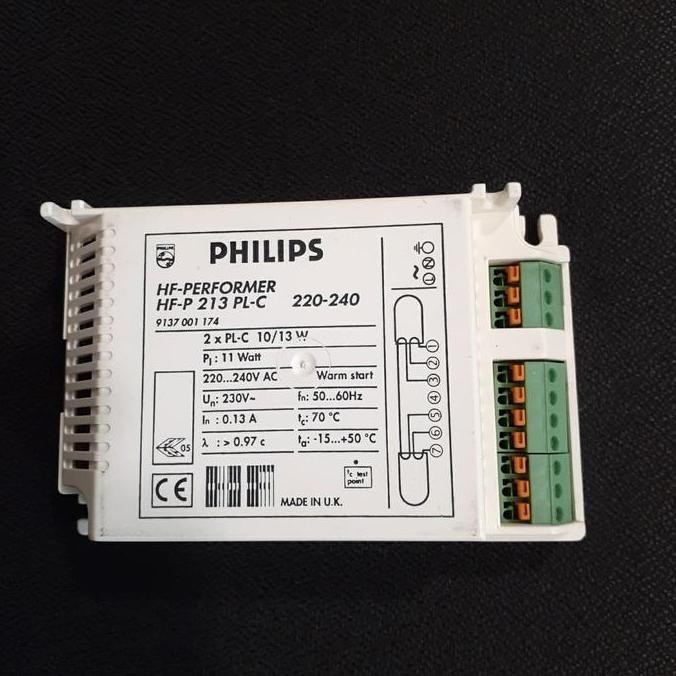 PHILIPS
PHILIPS
HF-PERFORMER
HF-P 213 PL-C 220-240
9137 001 174
2 x PL-C 10/13 W
P₁: 11 Watt
220...240V AC Warm start
Uₙ: 230V~ fₙ: 50...60Hz
Iₙ : 0.13 A t꜀: 70 °C
λ : > 0.97 c tₐ: -15...+50 °C
05
CE
MADE IN U.K.
tc test
point
~ L N
1
2
3
4
5
6
7